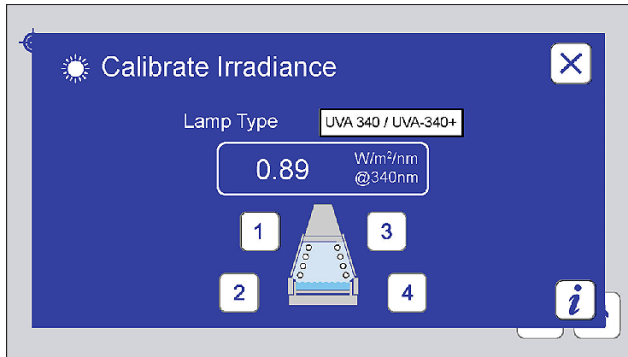 Calibrate Irradiance
Lamp Type UVA 340 / UVA-340+
0.89 W/m²/nm
@340nm
1 3
2 4
i